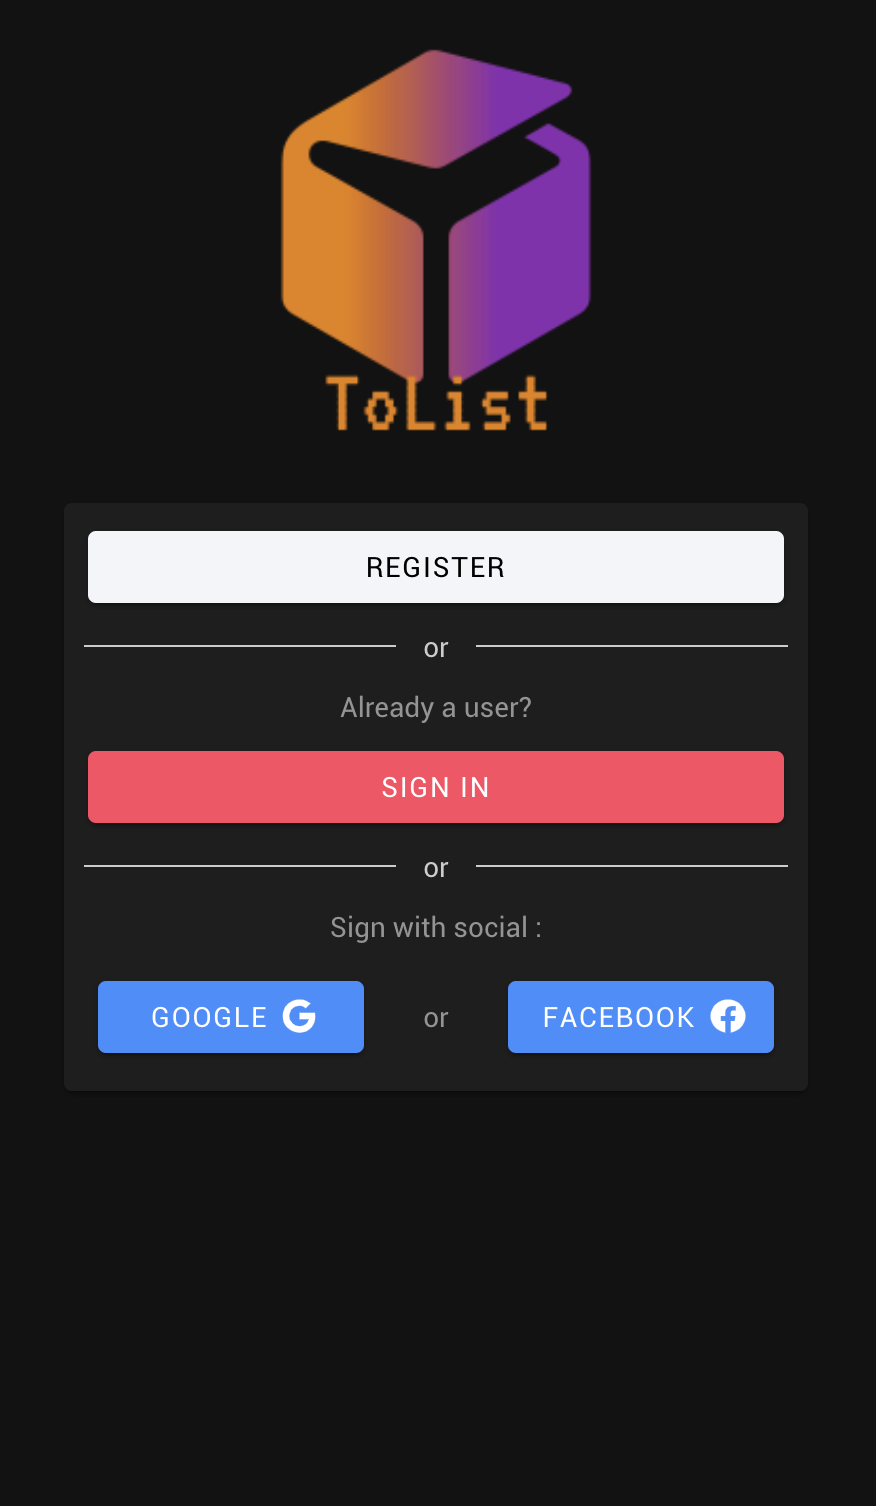 ToList
REGISTER
or
Already a user?
SIGN IN
or
Sign with social :
GOOGLE or FACEBOOK